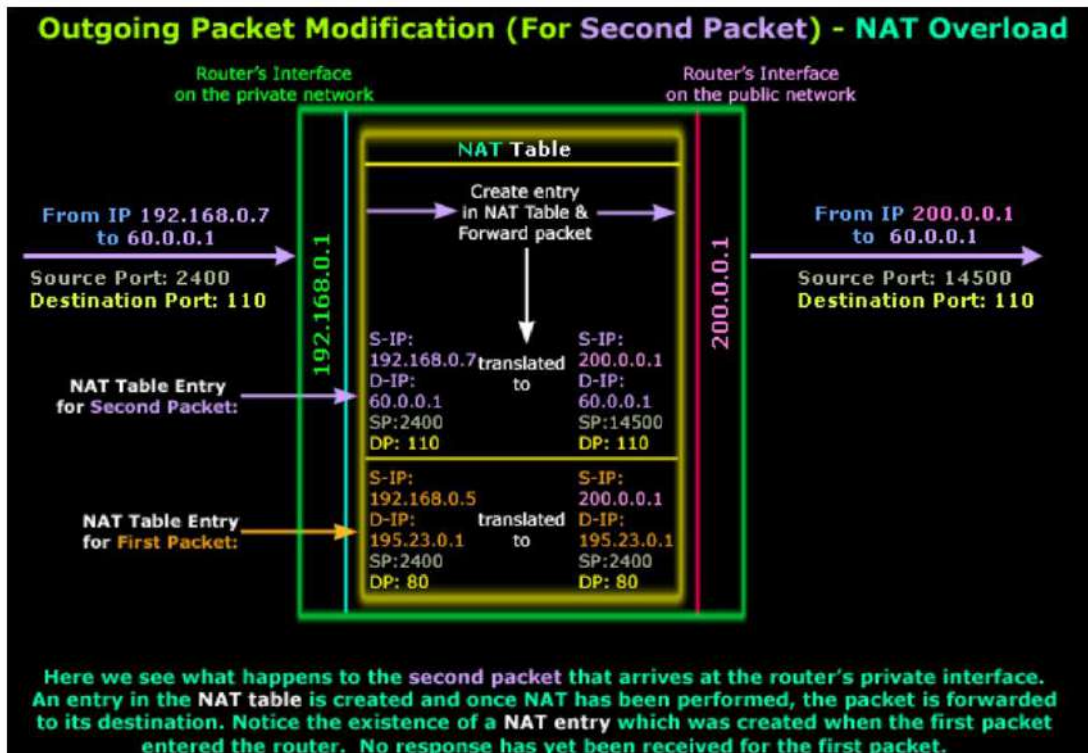 Outgoing Packet Modification (For Second Packet) - NAT Overload
Router's Interface
on the private network
Router's Interface
on the public network
NAT Table
Create entry
in NAT Table &
Forward packet
From IP 192.168.0.7
to 60.0.0.1
Source Port: 2400
Destination Port: 110
192.168.0.1
200.0.0.1
From IP 200.0.0.1
to 60.0.0.1
Source Port: 14500
Destination Port: 110
NAT Table Entry
for Second Packet:
S-IP:
192.168.0.7
D-IP:
60.0.0.1
SP:2400
DP: 110
translated
to
S-IP:
200.0.0.1
D-IP:
60.0.0.1
SP:14500
DP: 110
NAT Table Entry
for First Packet:
S-IP:
192.168.0.5
D-IP:
195.23.0.1
SP:2400
DP: 80
translated
to
S-IP:
200.0.0.1
D-IP:
195.23.0.1
SP:2400
DP: 80
Here we see what happens to the second packet that arrives at the router's private interface.
An entry in the NAT table is created and once NAT has been performed, the packet is forwarded
to its destination. Notice the existence of a NAT entry which was created when the first packet
entered the router. No response has yet been received for the first packet.